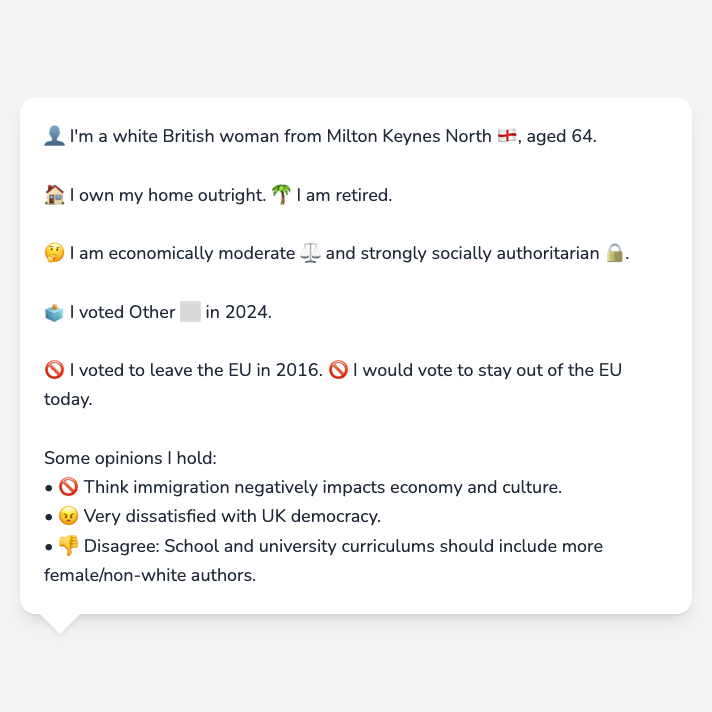 👤 I'm a white British woman from Milton Keynes North 🏴󠁧󠁢󠁥󠁮󠁧󠁿, aged 64.
🏠 I own my home outright. 🌴 I am retired.
🤔 I am economically moderate ⚖️ and strongly socially authoritarian 🔒.
🗳️ I voted Other ⬜ in 2024.
🚫 I voted to leave the EU in 2016. 🚫 I would vote to stay out of the EU
today.
Some opinions I hold:
• 🚫 Think immigration negatively impacts economy and culture.
• 😠 Very dissatisfied with UK democracy.
• 👎 Disagree: School and university curriculums should include more
female/non-white authors.